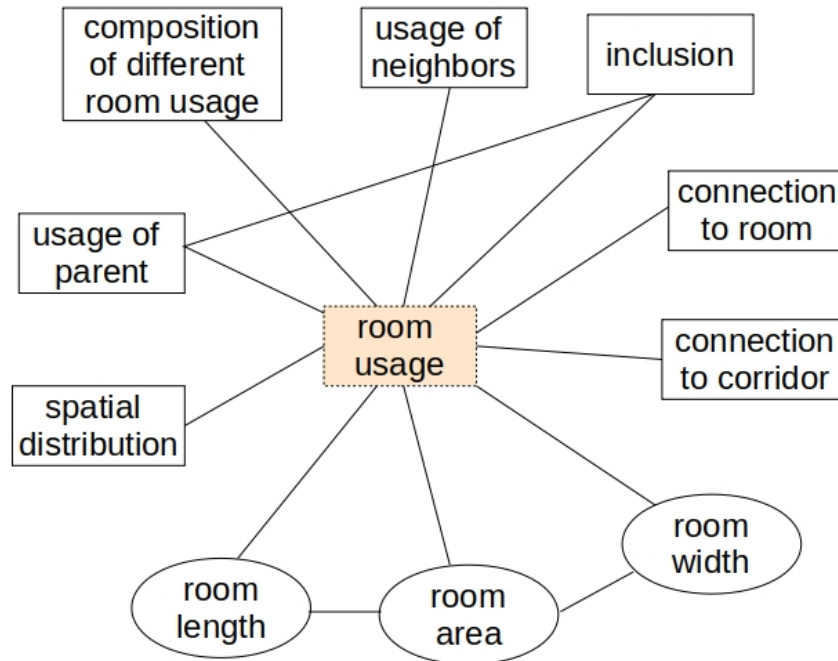 composition
of different
room usage
usage of
neighbors
inclusion
usage of
parent
connection
to room
room
usage
connection
to corridor
spatial
distribution
room
width
room
length
room
area